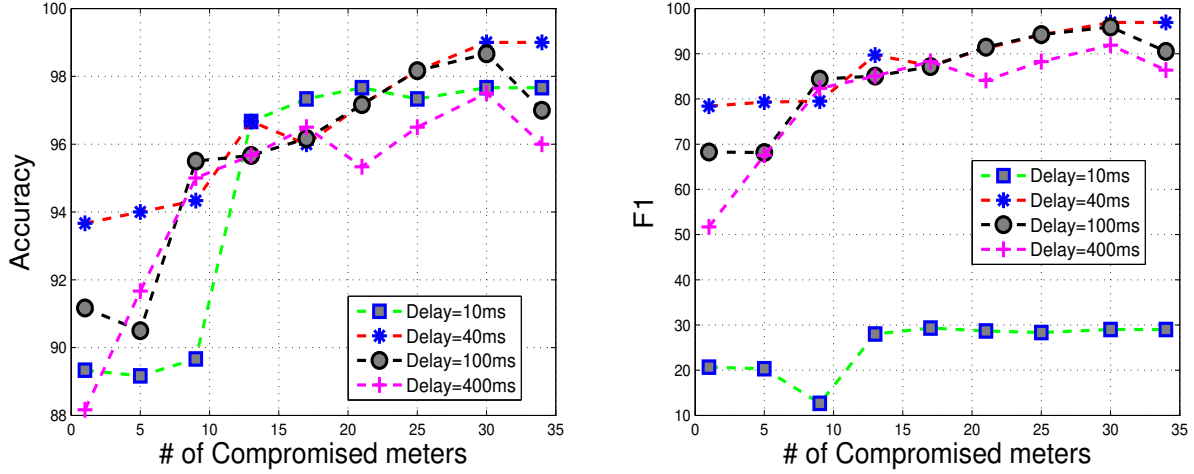 100
98
96
94
92
90
88
Accuracy
0
5
10
15
20
25
30
35
# of Compromised meters
Delay=10ms
Delay=40ms
Delay=100ms
Delay=400ms
100
90
80
70
60
50
40
30
20
10
F1
0
5
10
15
20
25
30
35
# of Compromised meters
Delay=10ms
Delay=40ms
Delay=100ms
Delay=400ms